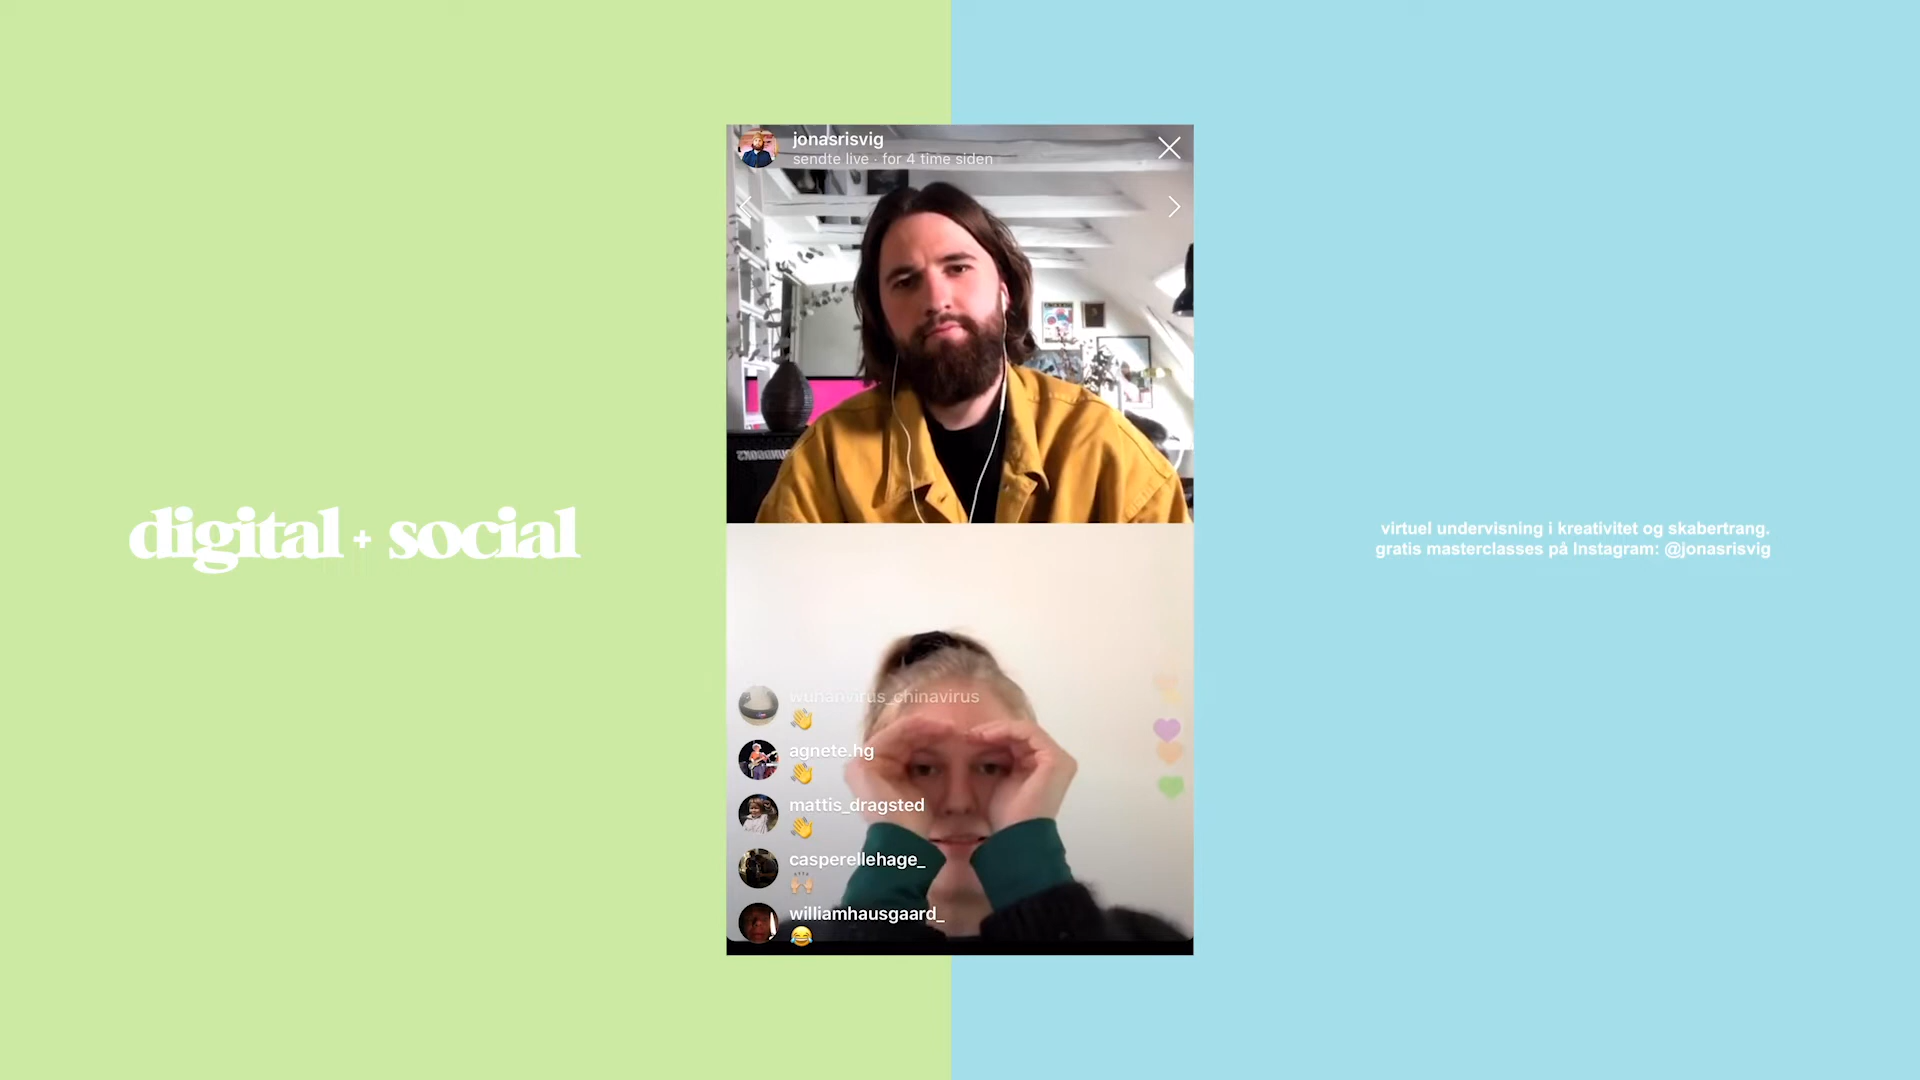 jonasrisvig
sendte live · for 4 time siden
digital + social
virtuel undervisning i kreativitet og skabertrang.
gratis masterclasses på Instagram: @jonasrisvig
wuhanvirus_chinavirus
👋
agnete.hg
👋
mattis_dragsted
👋
casperellehage_
🙌🏼
williamhausgaard_
😂